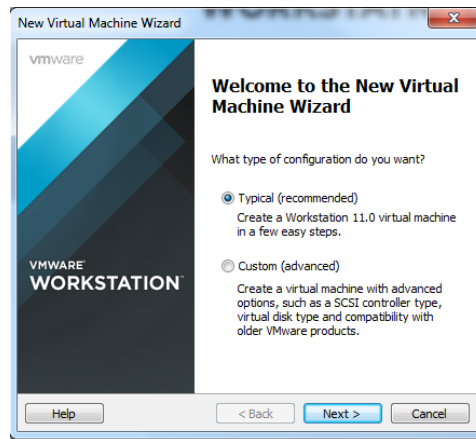 New Virtual Machine Wizard
vmware
Welcome to the New Virtual
Machine Wizard
What type of configuration do you want?
Typical (recommended)
Create a Workstation 11.0 virtual machine
in a few easy steps.
Custom (advanced)
Create a virtual machine with advanced
options, such as a SCSI controller type,
virtual disk type and compatibility with
older VMware products.
VMWARE
WORKSTATION
Help
< Back
Next >
Cancel